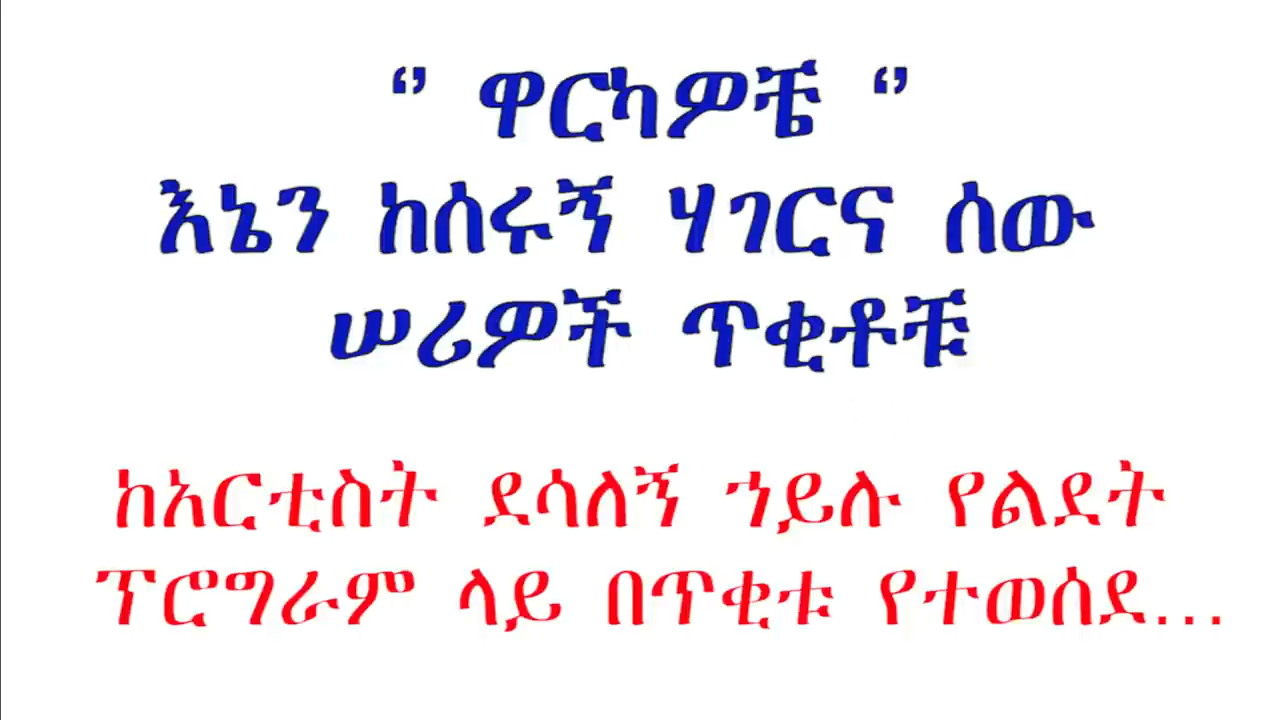 ‘’ ዋርካዎቼ ‘’
እኔን ከሰሩኝ ሃገርና ሰው
ሠሪዎች ጥቂቶቹ
ከአርቲስት ደሳለኝ ኀይሉ የልደት
ፕሮግራም ላይ በጥቂቱ የተወሰደ...